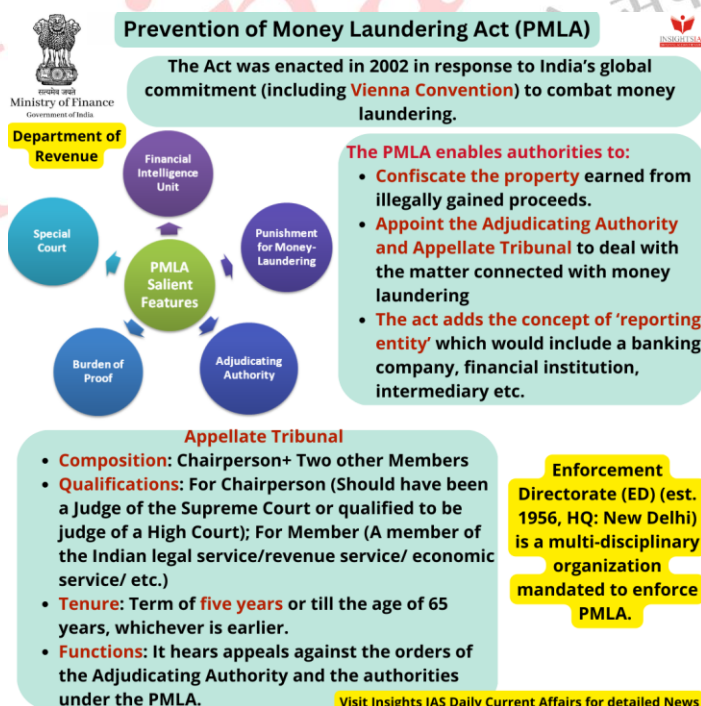 Prevention of Money Laundering Act (PMLA)
INSIGHTSIAS
सत्यमेव जयते
Ministry of Finance
Government of India
The Act was enacted in 2002 in response to India's global
commitment (including Vienna Convention) to combat money
laundering.
Department of
Revenue
Financial
Intelligence
Unit
Special
Court
Punishment
for Money-
Laundering
PMLA
Salient
Features
Burden of
Proof
Adjudicating
Authority
The PMLA enables authorities to:
• Confiscate the property earned from
illegally gained proceeds.
• Appoint the Adjudicating Authority
and Appellate Tribunal to deal with
the matter connected with money
laundering
• The act adds the concept of 'reporting
entity' which would include a banking
company, financial institution,
intermediary etc.
Appellate Tribunal
• Composition: Chairperson+ Two other Members
• Qualifications: For Chairperson (Should have been
a Judge of the Supreme Court or qualified to be
judge of a High Court); For Member (A member of
the Indian legal service/revenue service/ economic
service/ etc.)
• Tenure: Term of five years or till the age of 65
years, whichever is earlier.
• Functions: It hears appeals against the orders of
the Adjudicating Authority and the authorities
under the PMLA.
Enforcement
Directorate (ED) (est.
1956, HQ: New Delhi)
is a multi-disciplinary
organization
mandated to enforce
PMLA.
Visit Insights IAS Daily Current Affairs for detailed News